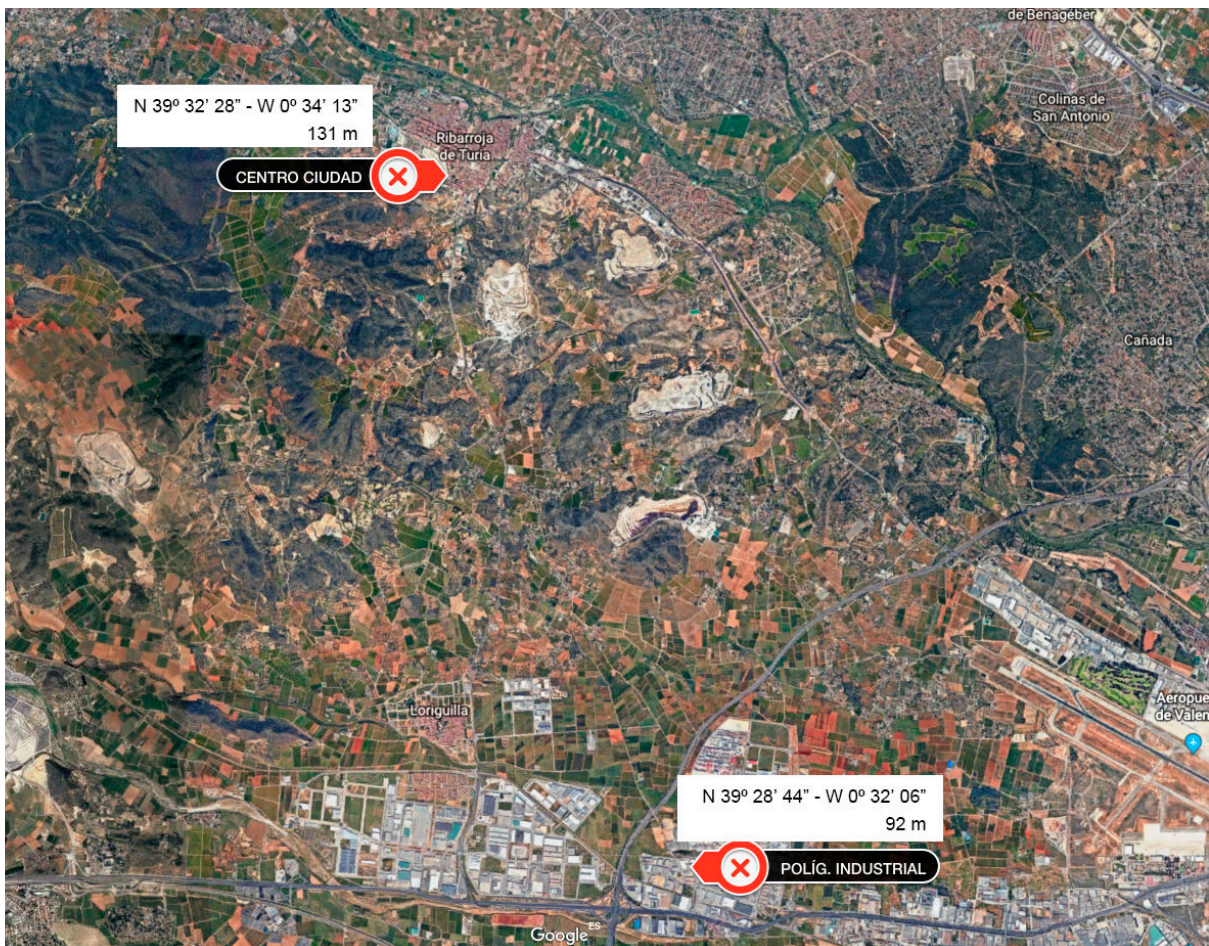 de Benagéber
Colinas de
San Antonio
N 39º 32’ 28” - W 0º 34’ 13”
131 m
Ribarroja
de Turia
CENTRO CIUDAD
Cañada
Loriguilla
Aeropue
de Valen
N 39º 28’ 44” - W 0º 32’ 06”
92 m
POLÍG. INDUSTRIAL
Google
ES